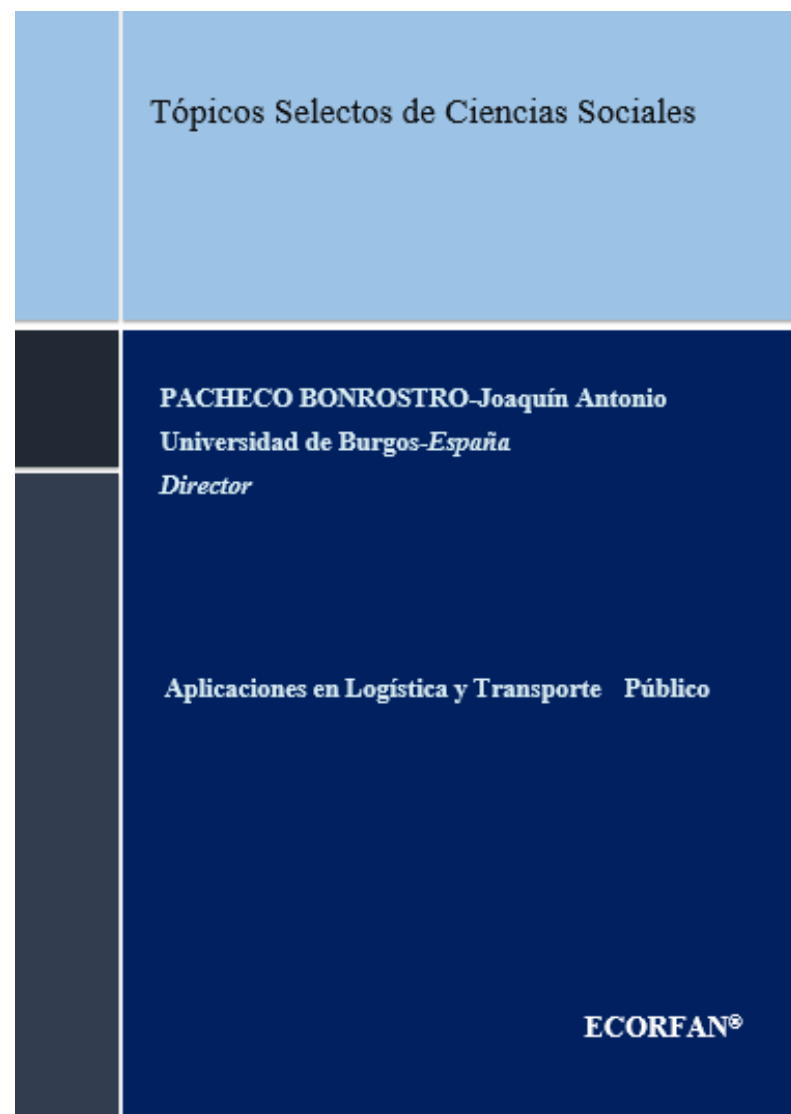 Tópicos Selectos de Ciencias Sociales
PACHECO BONROSTRO-Joaquín Antonio
Universidad de Burgos-España
Director
Aplicaciones en Logística y Transporte Público
ECORFAN®